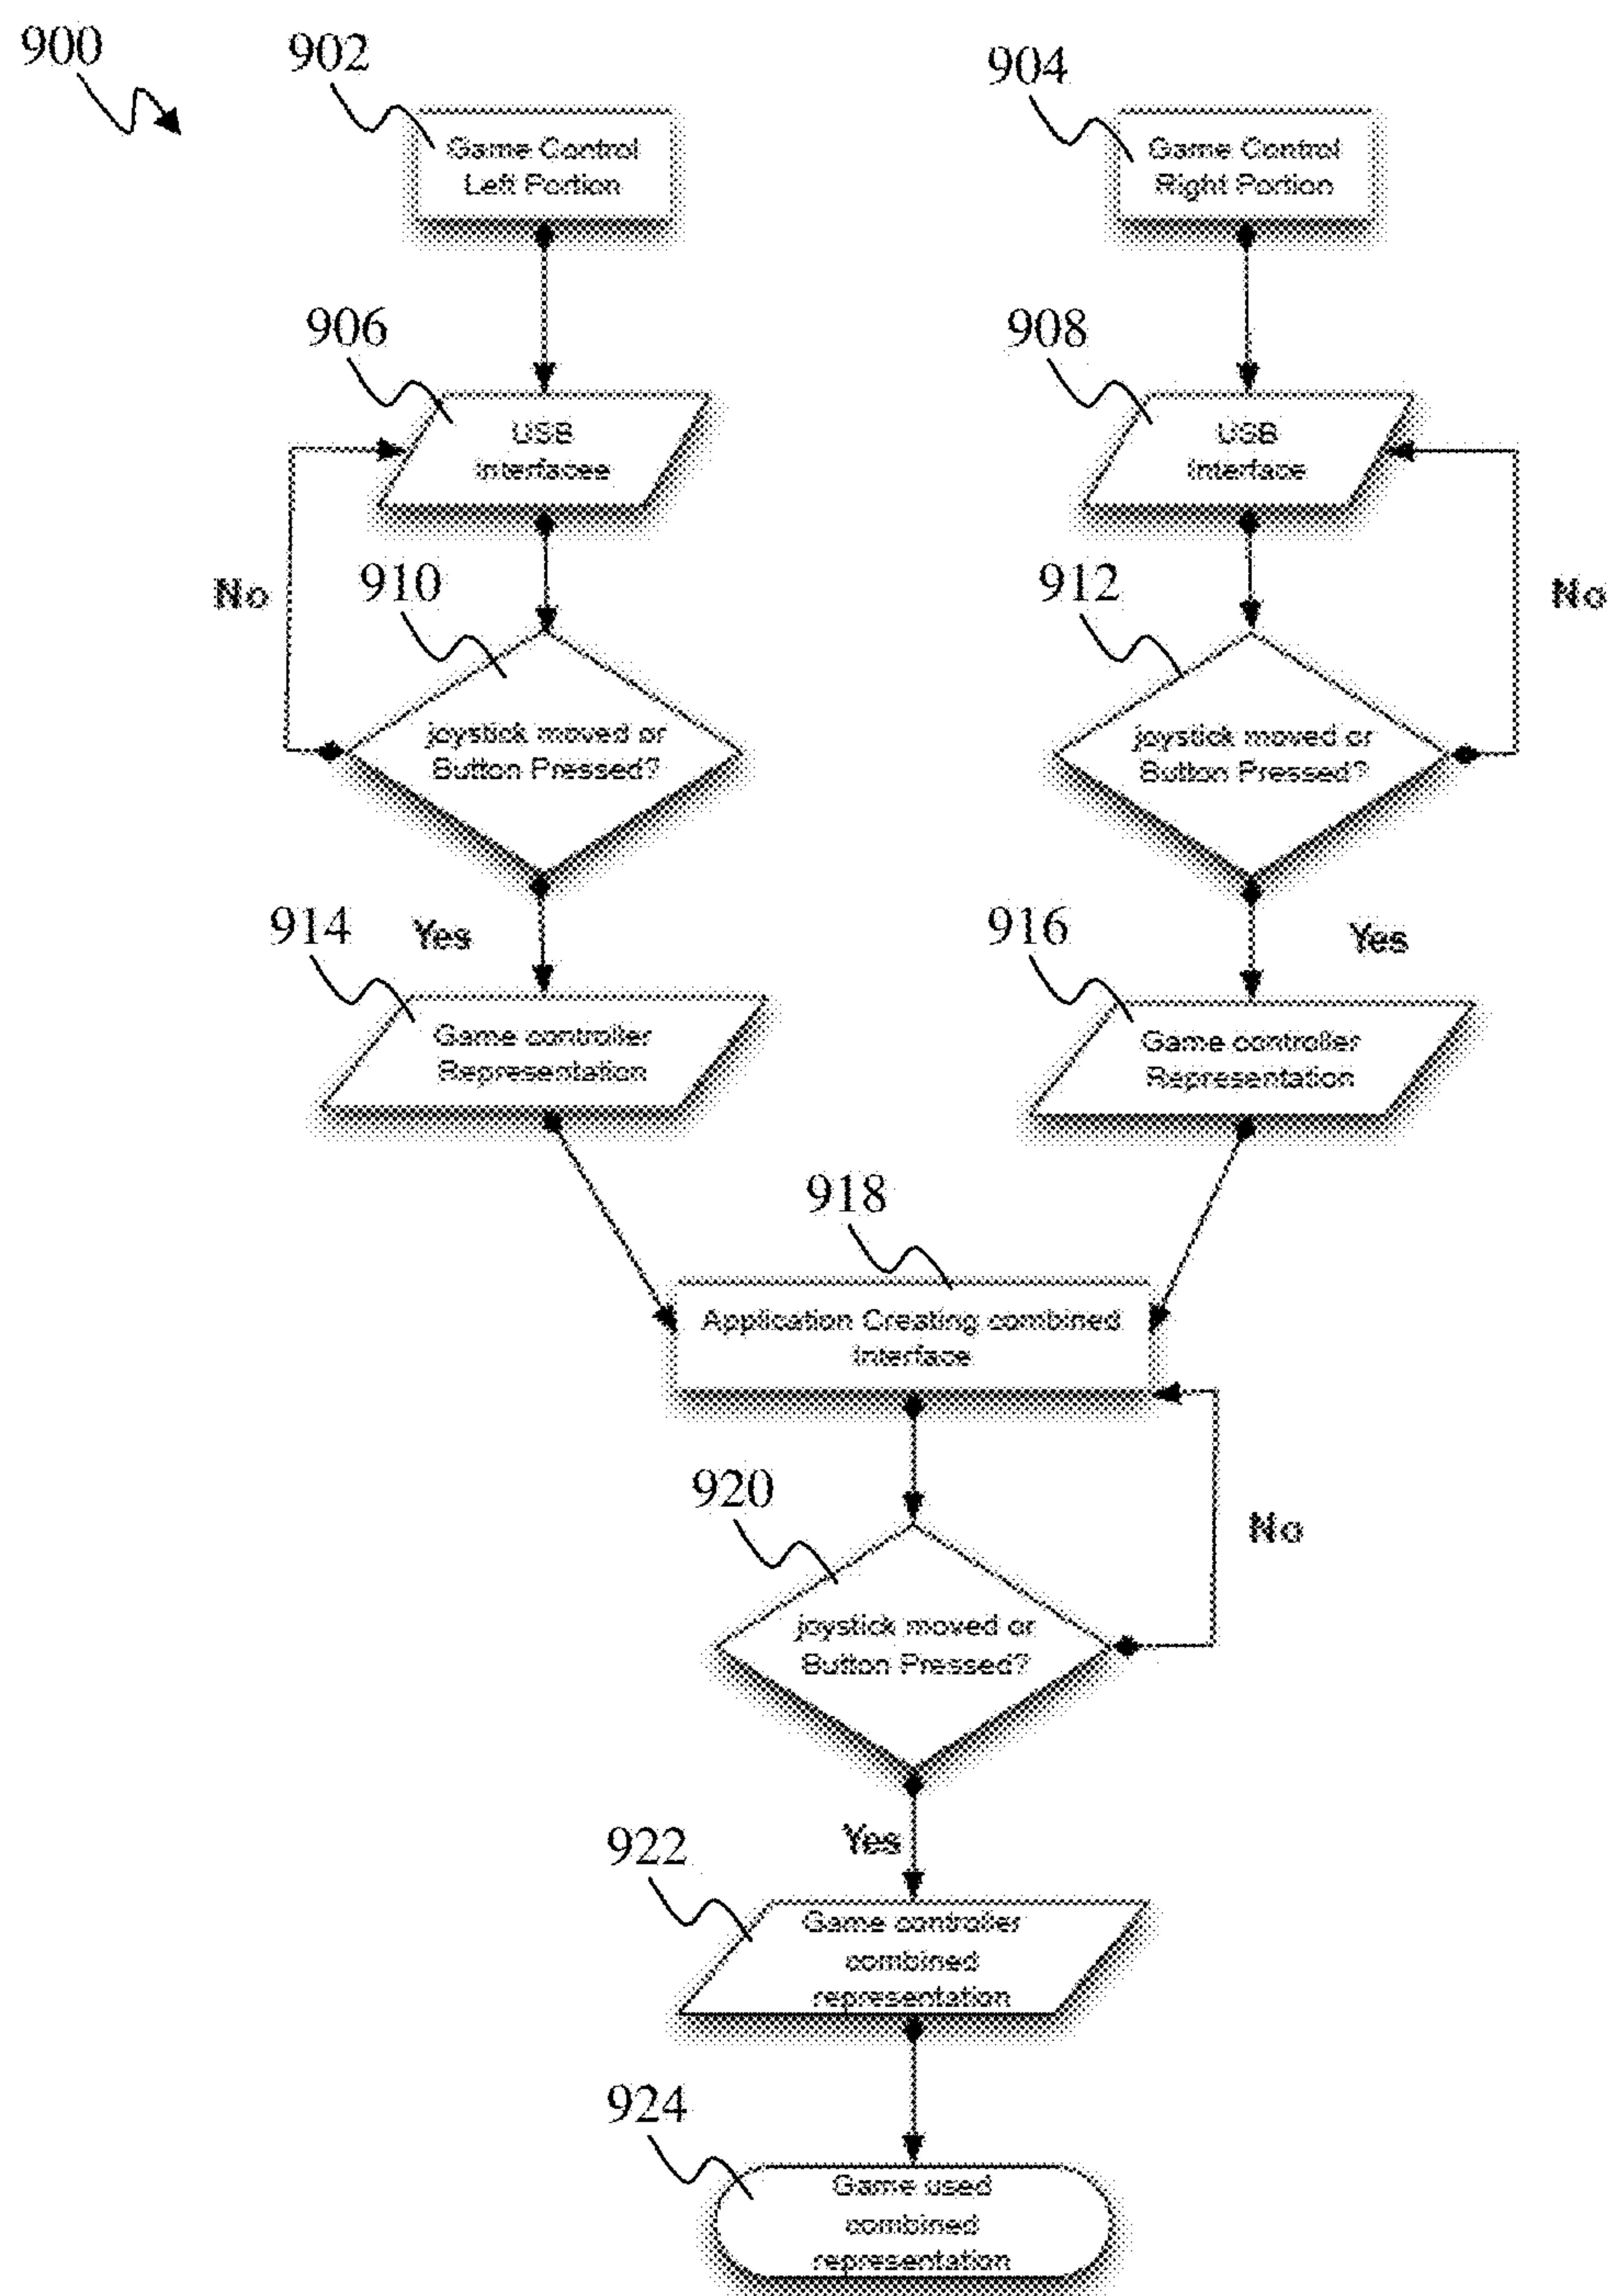 900
902
904
Game Control
Left Portion
Game Control
Right Portion
906
908
USB
Interfacee
USB
Interface
No
910
912
No
joystick moved or
Button Pressed?
joystick moved or
Button Pressed?
914
Yes
916
Yes
Game controller
Representation
Game controller
Representation
918
Application Creating combined
Interface
920
No
joystick moved or
Button Pressed?
922
Yes
Game controller
combined
representation
924
Game used
combined
representation